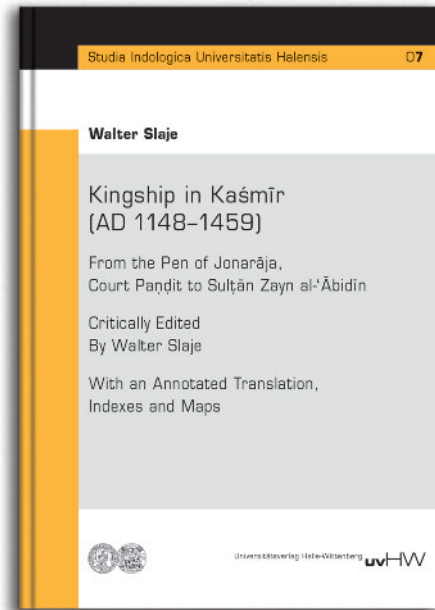 Studia Indologica Universitatis Halensis 07
Walter Slaje
Kingship in Kaśmīr
(AD 1148–1459)
From the Pen of Jonarāja,
Court Paṇḍit to Sulṭān Zayn al-ʿĀbidīn
Critically Edited
By Walter Slaje
With an Annotated Translation,
Indexes and Maps
Universitätsverlag Halle-Wittenberg uvHW